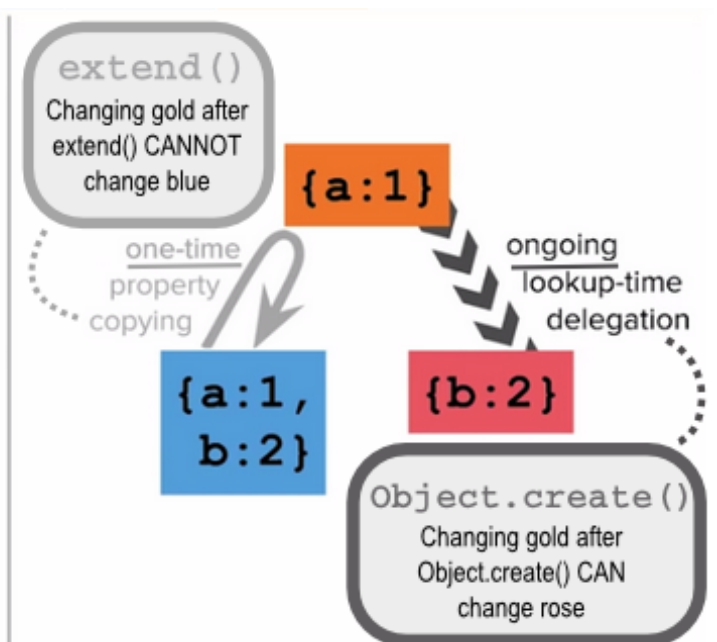 extend()
Changing gold after
extend() CANNOT
change blue
{a:1}
one-time
property
copying
ongoing
lookup-time
delegation
{a:1,
b:2}
{b:2}
Object.create()
Changing gold after
Object.create() CAN
change rose